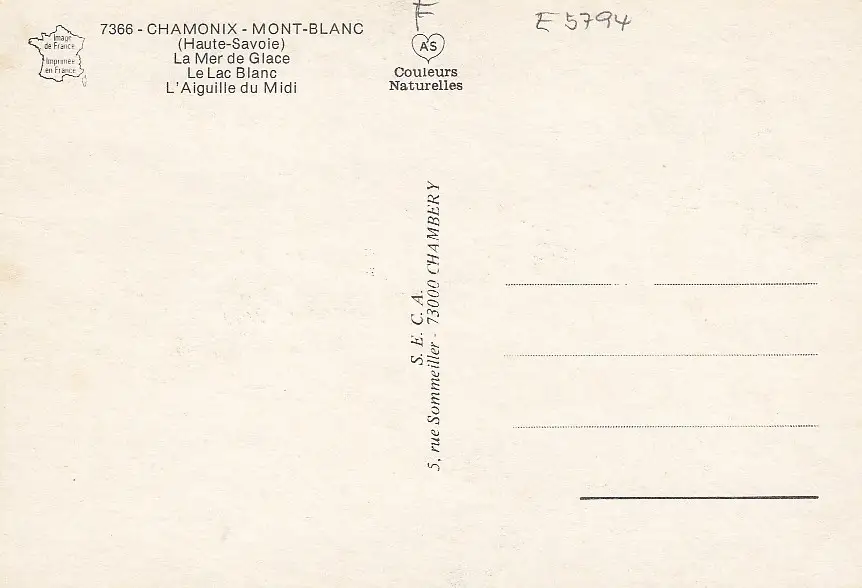 Image
de France
Imprimée
en France
7366 - CHAMONIX - MONT-BLANC
(Haute-Savoie)
La Mer de Glace
Le Lac Blanc
L'Aiguille du Midi
F
AS
Couleurs
Naturelles
E 5794
S. E. C. A.
5, rue Sommeiller - 73000 CHAMBÉRY